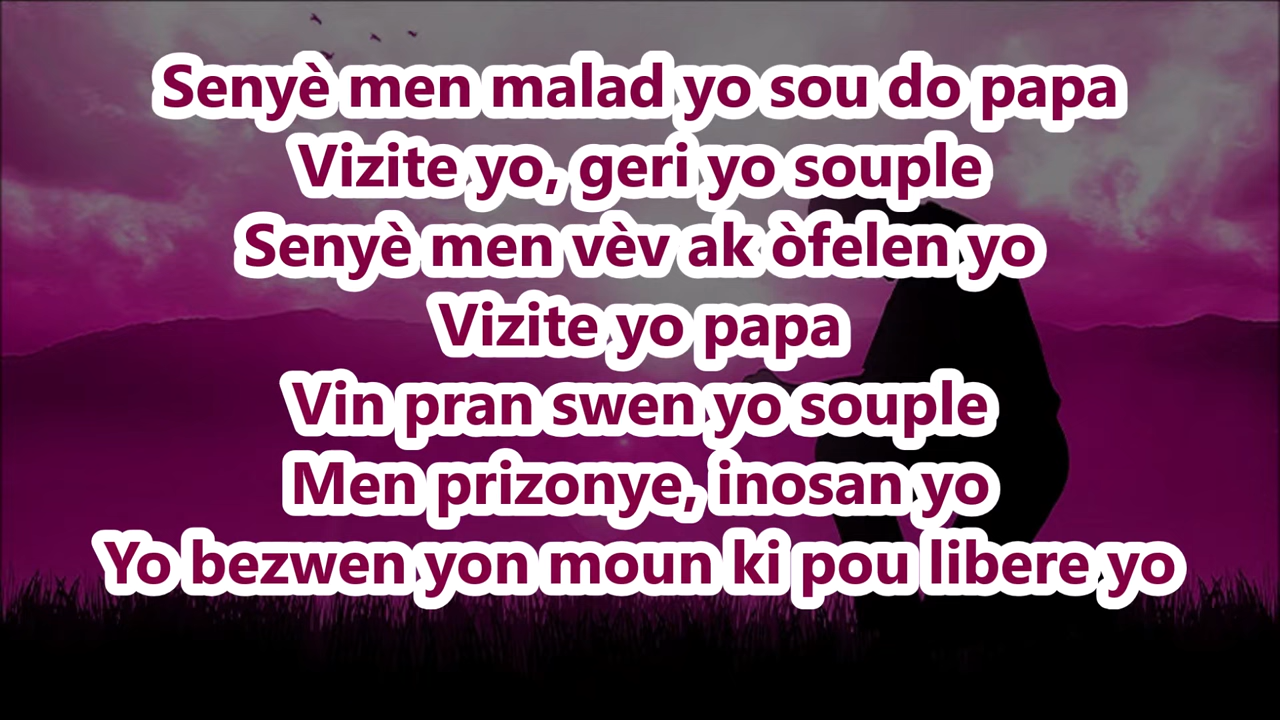 Senyè men malad yo sou do papa
Vizite yo, geri yo souple
Senyè men vèv ak òfelen yo
Vizite yo papa
Vin pran swen yo souple
Men prizonye, inosan yo
Yo bezwen yon moun ki pou libere yo